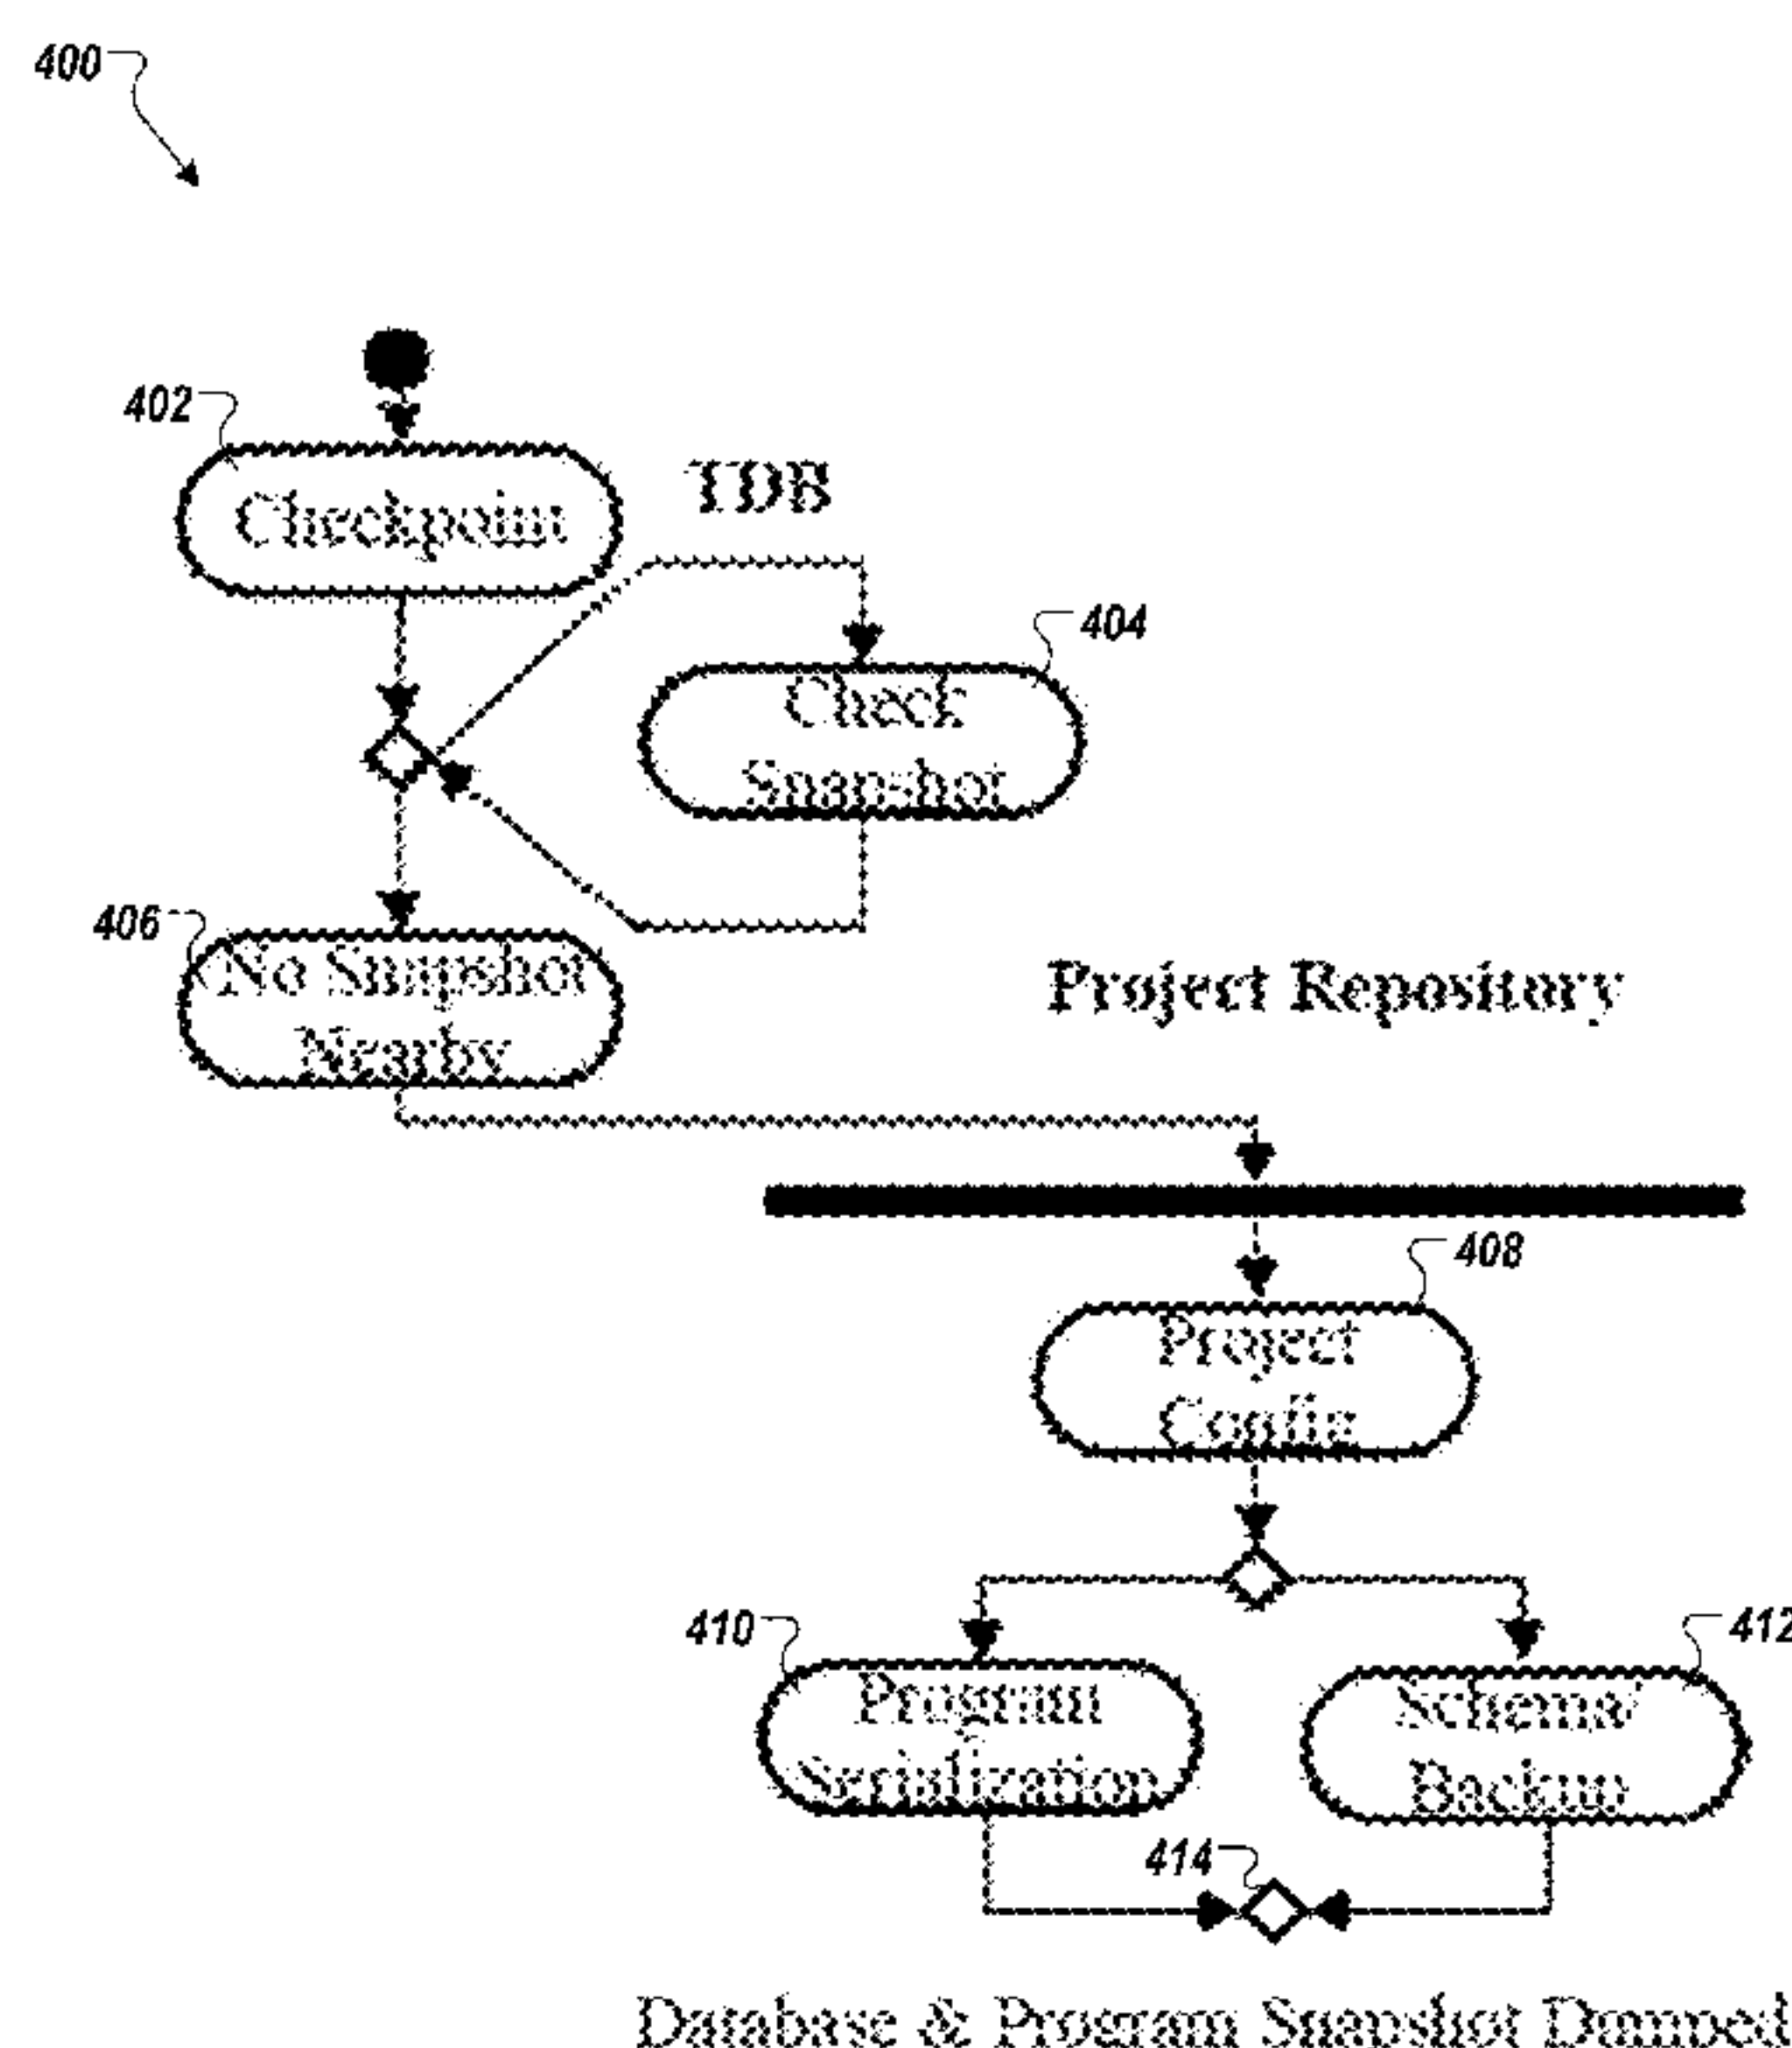 400
402
Checkpoint
TDB
404
Check
Snapshot
406
No Snapshot
Nearby
Project Repository
408
Project
Config
410
Program
Serialization
412
Schema
Backup
414
Database & Program Snapshot Dumped